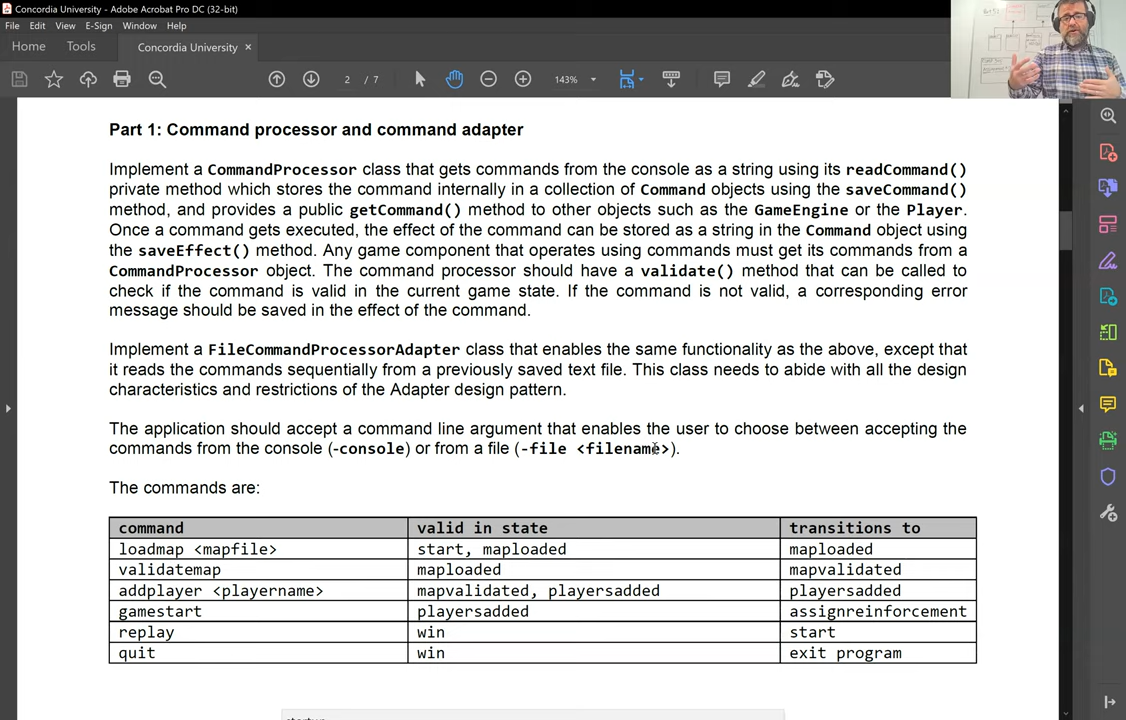 Concordia University - Adobe Acrobat Pro DC (32-bit)
File Edit View E-Sign Window Help
Home Tools Concordia University ×
2 / 7 143%
Part 1: Command processor and command adapter
Implement a CommandProcessor class that gets commands from the console as a string using its readCommand()
private method which stores the command internally in a collection of Command objects using the saveCommand()
method, and provides a public getCommand() method to other objects such as the GameEngine or the Player.
Once a command gets executed, the effect of the command can be stored as a string in the Command object using
the saveEffect() method. Any game component that operates using commands must get its commands from a
CommandProcessor object. The command processor should have a validate() method that can be called to
check if the command is valid in the current game state. If the command is not valid, a corresponding error
message should be saved in the effect of the command.
Implement a FileCommandProcessorAdapter class that enables the same functionality as the above, except that
it reads the commands sequentially from a previously saved text file. This class needs to abide with all the design
characteristics and restrictions of the Adapter design pattern.
The application should accept a command line argument that enables the user to choose between accepting the
commands from the console (-console) or from a file (-file <filename>).
The commands are:
command valid in state transitions to
loadmap <mapfile> start, maploaded maploaded
validatemap maploaded mapvalidated
addplayer <playername> mapvalidated, playersadded playersadded
gamestart playersadded assignreinforcement
replay win start
quit win exit program